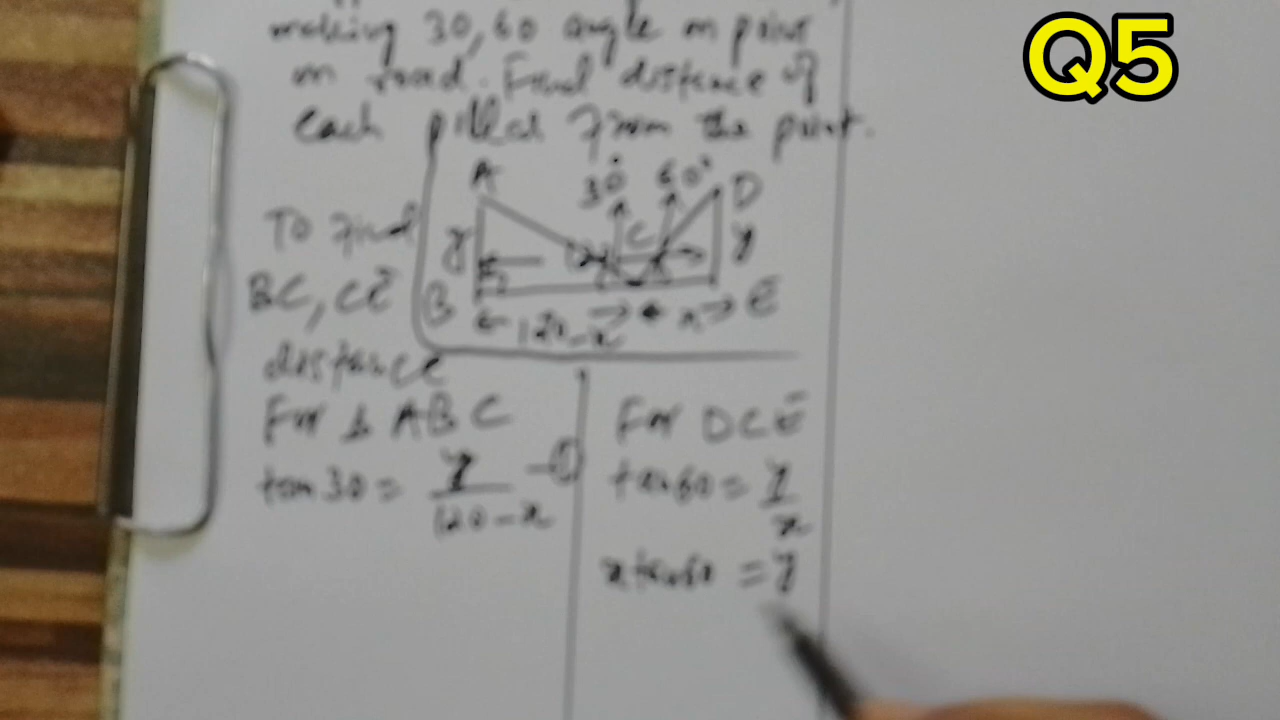 Q5
making 30, 60 angle on point
on road. Find distance of
each pillar from the point.
A
30°
60°
D
To find
y
C
y
BC, CE
B
120-x
x
E
distance
For Δ ABC
tan30 = y/120-x -①
For DCE
tan60 = y/x
x tan60 = y